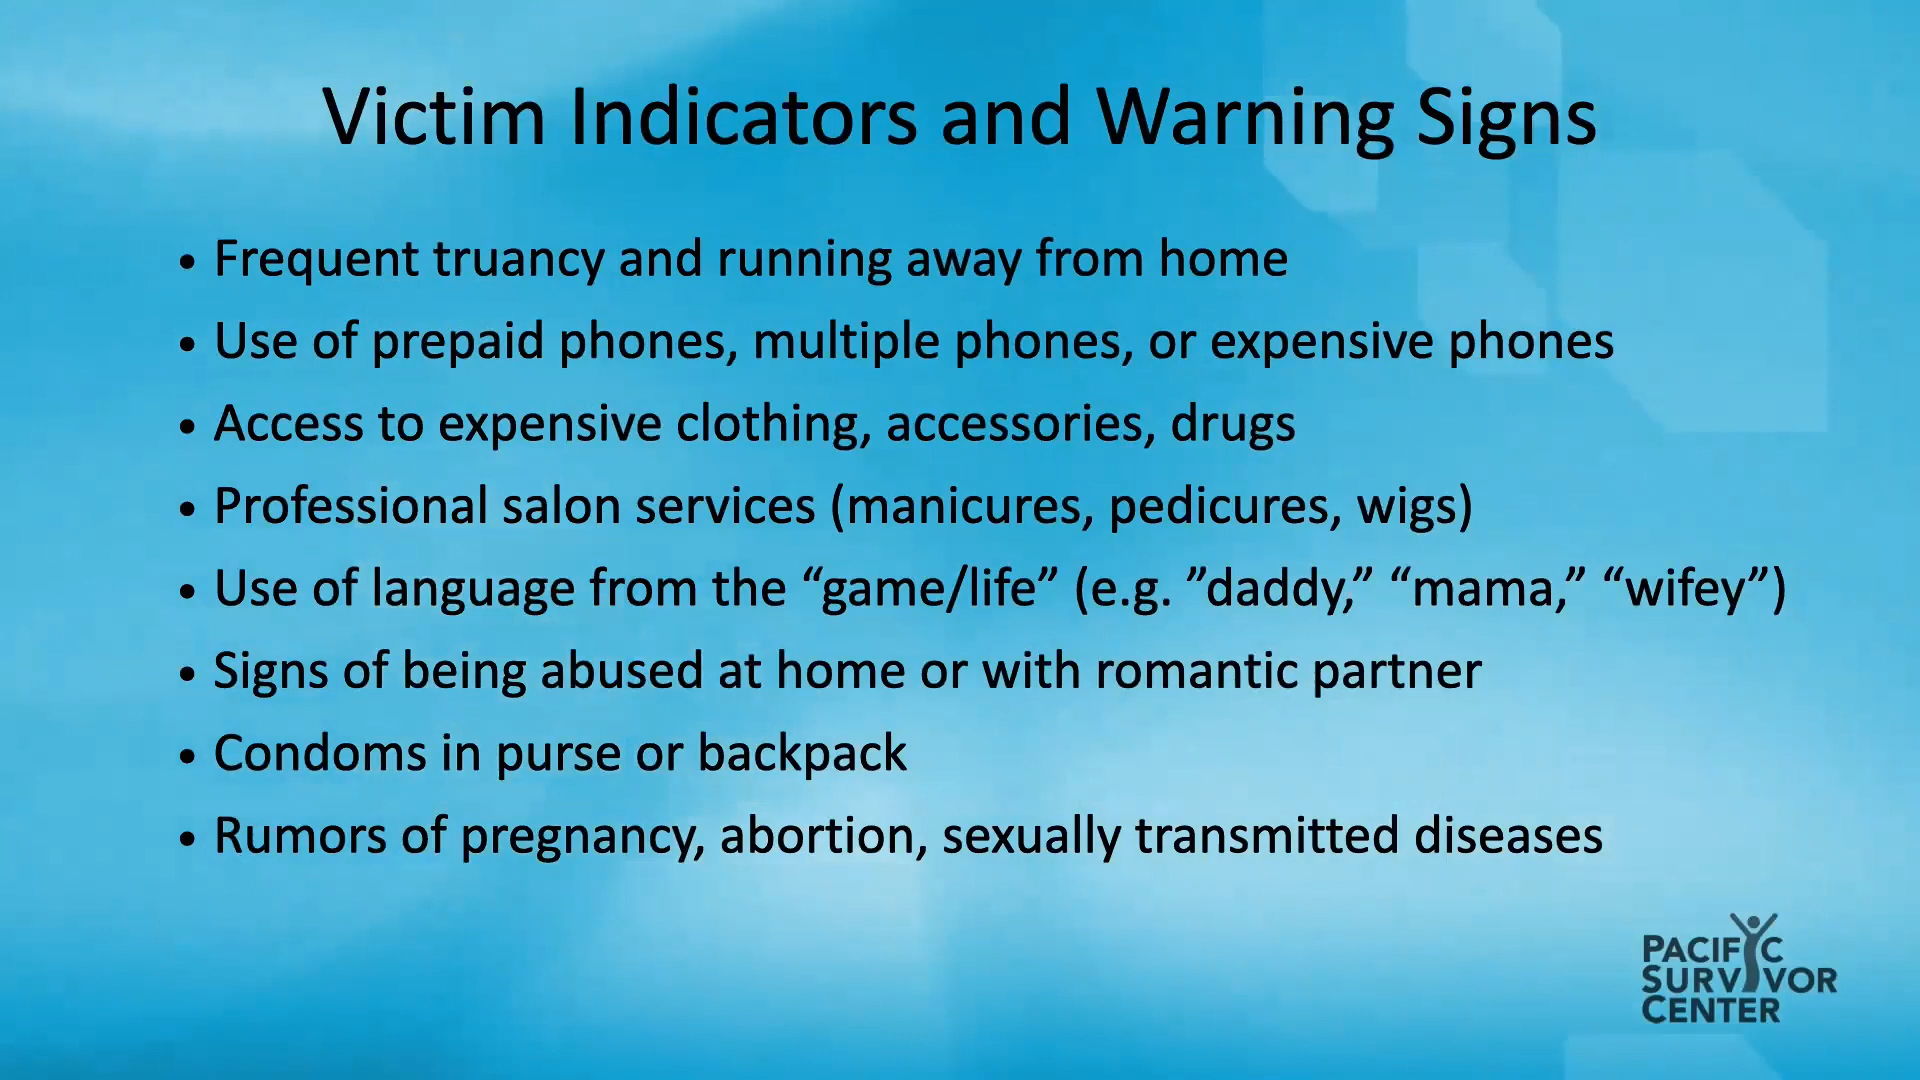 Victim Indicators and Warning Signs
• Frequent truancy and running away from home
• Use of prepaid phones, multiple phones, or expensive phones
• Access to expensive clothing, accessories, drugs
• Professional salon services (manicures, pedicures, wigs)
• Use of language from the “game/life” (e.g. ”daddy,” “mama,” “wifey”)
• Signs of being abused at home or with romantic partner
• Condoms in purse or backpack
• Rumors of pregnancy, abortion, sexually transmitted diseases
PACIFIC
SURVIVOR
CENTER